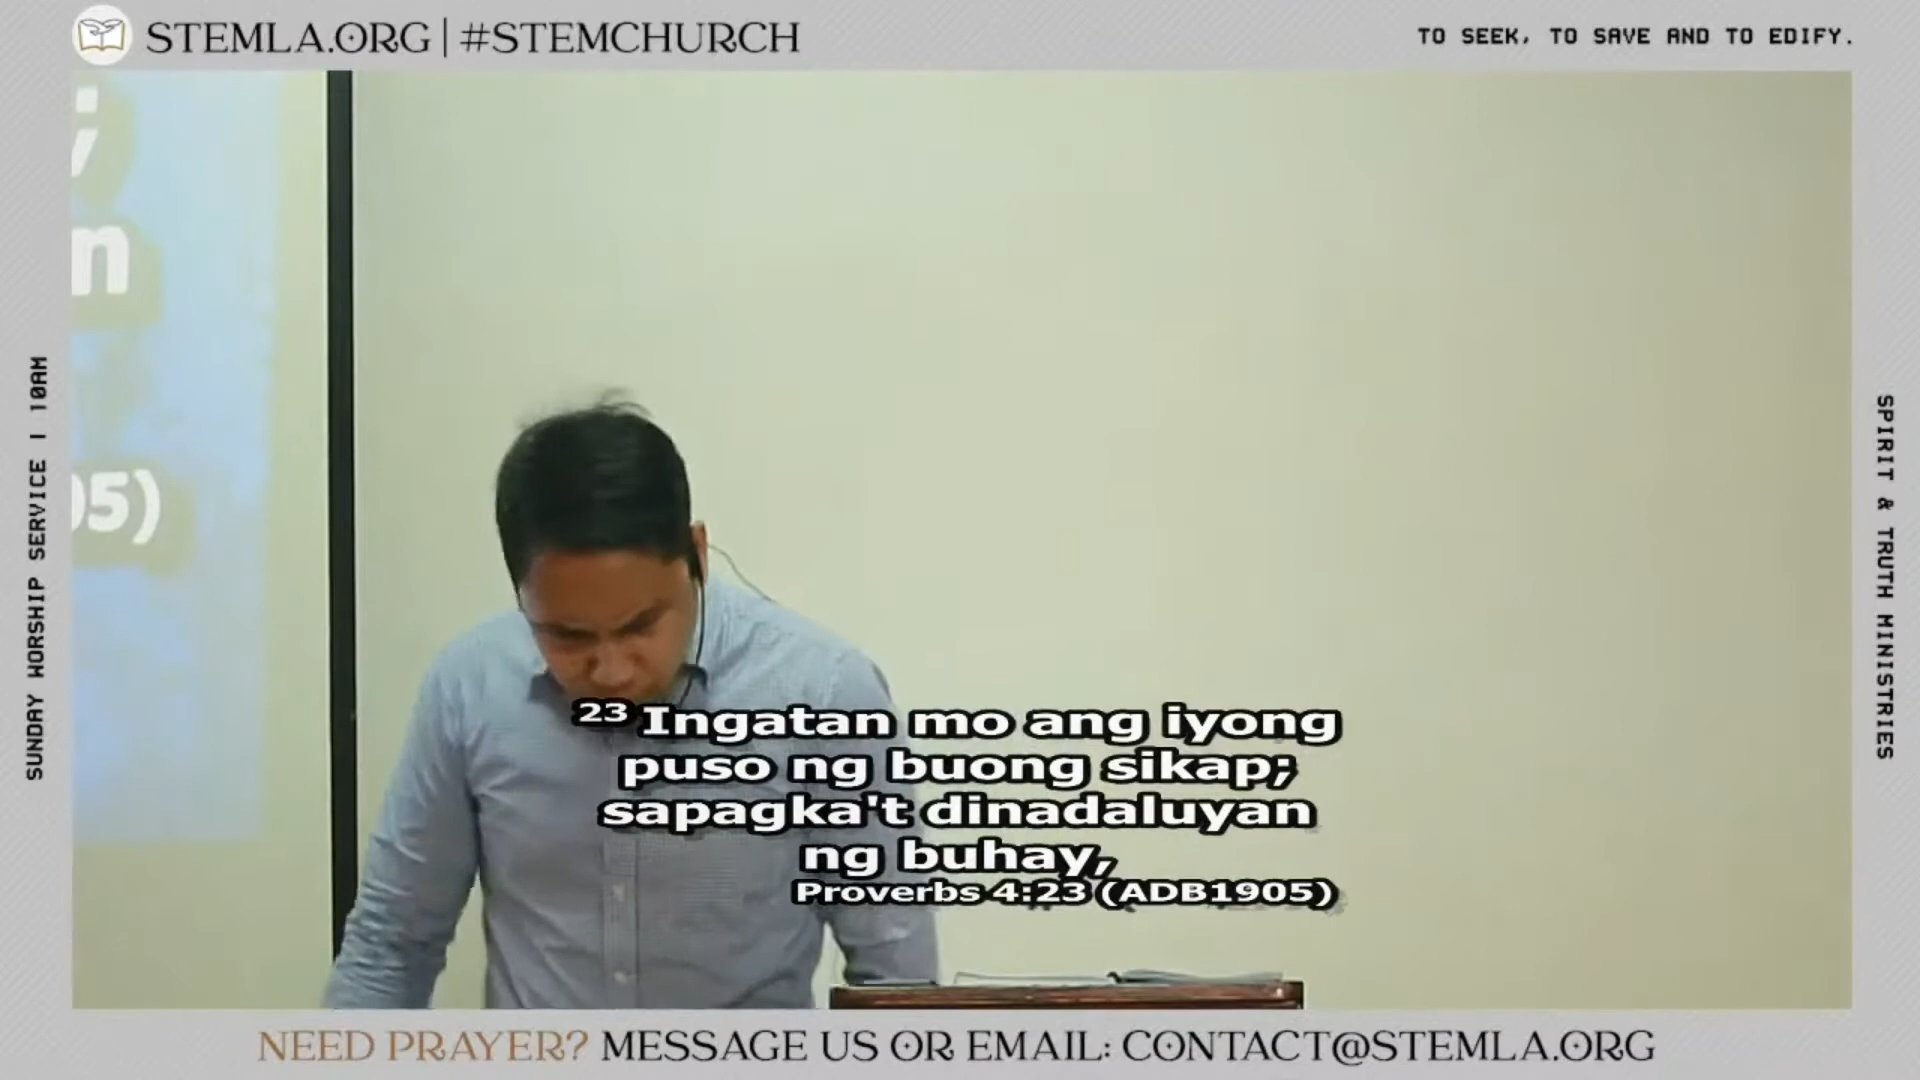 STEMLA.ORG | #STEMCHURCH
TO SEEK, TO SAVE AND TO EDIFY.
;
n
05)
SUNDAY WORSHIP SERVICE | 10AM
SPIRIT & TRUTH MINISTRIES
23 Ingatan mo ang iyong
puso ng buong sikap;
sapagka't dinadaluyan
ng buhay,
Proverbs 4:23 (ADB1905)
NEED PRAYER? MESSAGE US OR EMAIL: CONTACT@STEMLA.ORG